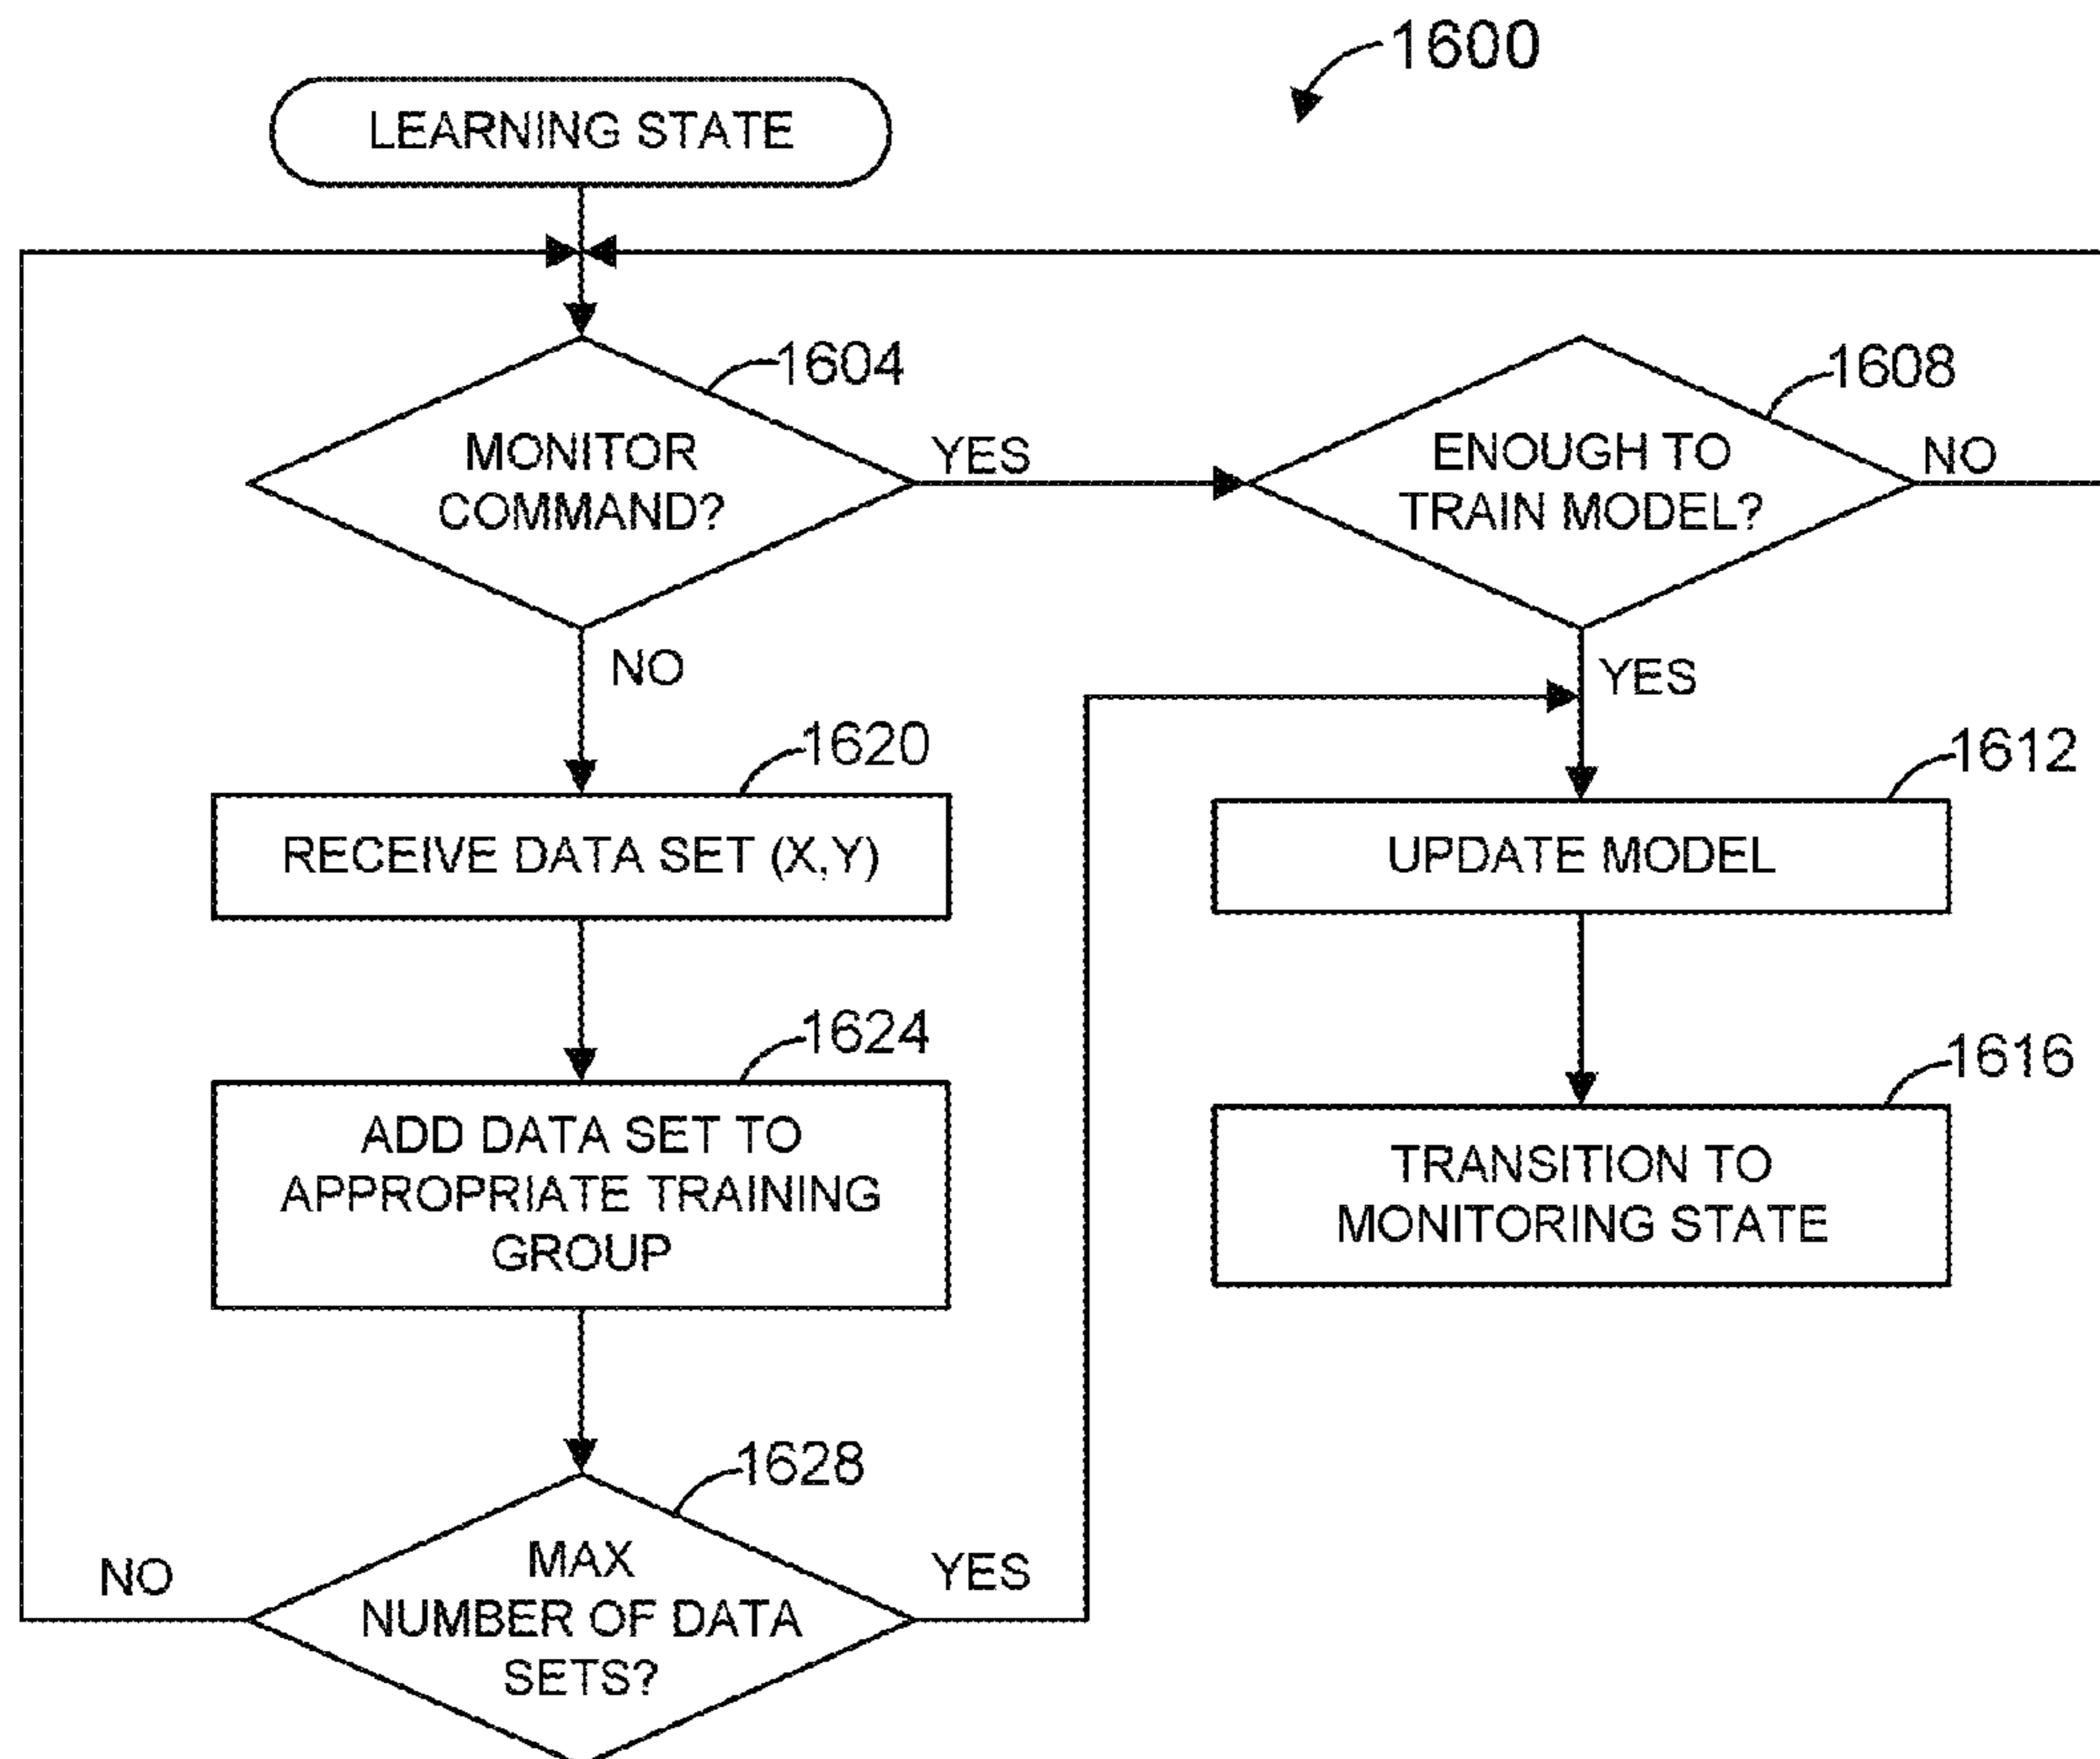 1600
LEARNING STATE
1604
MONITOR
COMMAND?
YES
NO
1608
ENOUGH TO
TRAIN MODEL?
NO
YES
1620
RECEIVE DATA SET (X,Y)
1612
UPDATE MODEL
1624
ADD DATA SET TO
APPROPRIATE TRAINING
GROUP
1616
TRANSITION TO
MONITORING STATE
1628
MAX
NUMBER OF DATA
SETS?
NO
YES